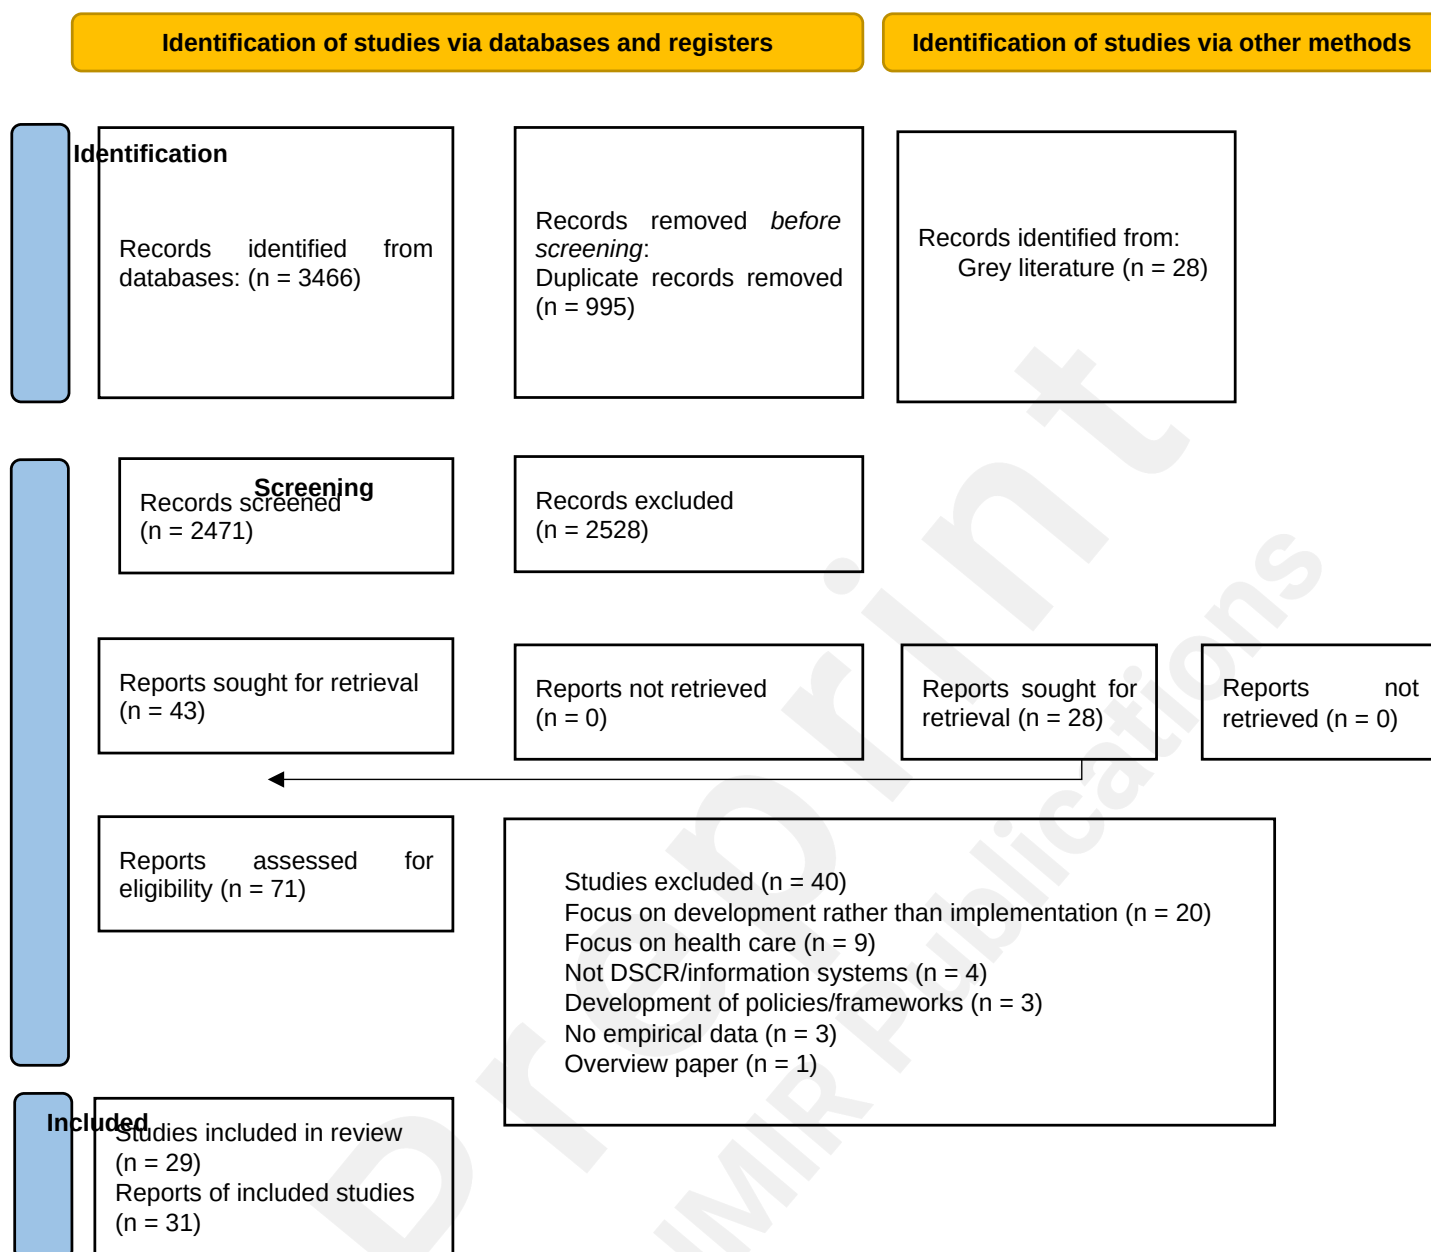 Identification of studies via databases and registers
Identification of studies via other methods
Identification
Records identified from
databases: (n = 3466)
Records removed before
screening:
Duplicate records removed
(n = 995)
Records identified from:
Grey literature (n = 28)
Screening
Records screened
(n = 2471)
Records excluded
(n = 2528)
Reports sought for retrieval
(n = 43)
Reports not retrieved
(n = 0)
Reports sought for
retrieval (n = 28)
Reports not
retrieved (n = 0)
Reports assessed for
eligibility (n = 71)
Studies excluded (n = 40)
Focus on development rather than implementation (n = 20)
Focus on health care (n = 9)
Not DSCR/information systems (n = 4)
Development of policies/frameworks (n = 3)
No empirical data (n = 3)
Overview paper (n = 1)
Included
Studies included in review
(n = 29)
Reports of included studies
(n = 31)
Preprint
JMIR Publications